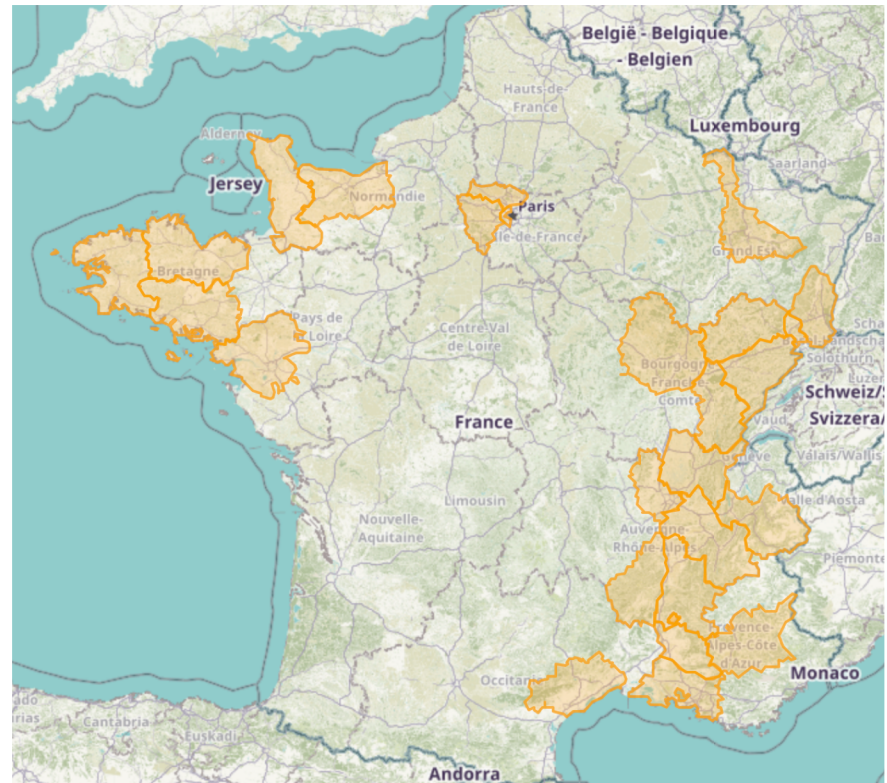 België - Belgique
- Belgien
Hauts-de-
France
Luxembourg
Alderney
Saarland
Jersey
Normandie
Paris
Île-de-France
Grand Est
Bretagne
Pays de
la Loire
Centre-Val
de Loire
Bourgogne
-Franche-
Comté
Solothurn
Schweiz/S
Svizzera/
Vaud
France
Genève
Valais/Wallis
Limousin
Valle d'Aosta
Nouvelle-
Aquitaine
Auvergne-
Rhône-Alpes
Piemonte
Provence-
Alpes-Côte
d'Azur
Monaco
Occitanie
Cantabria
Euskadi
Andorra